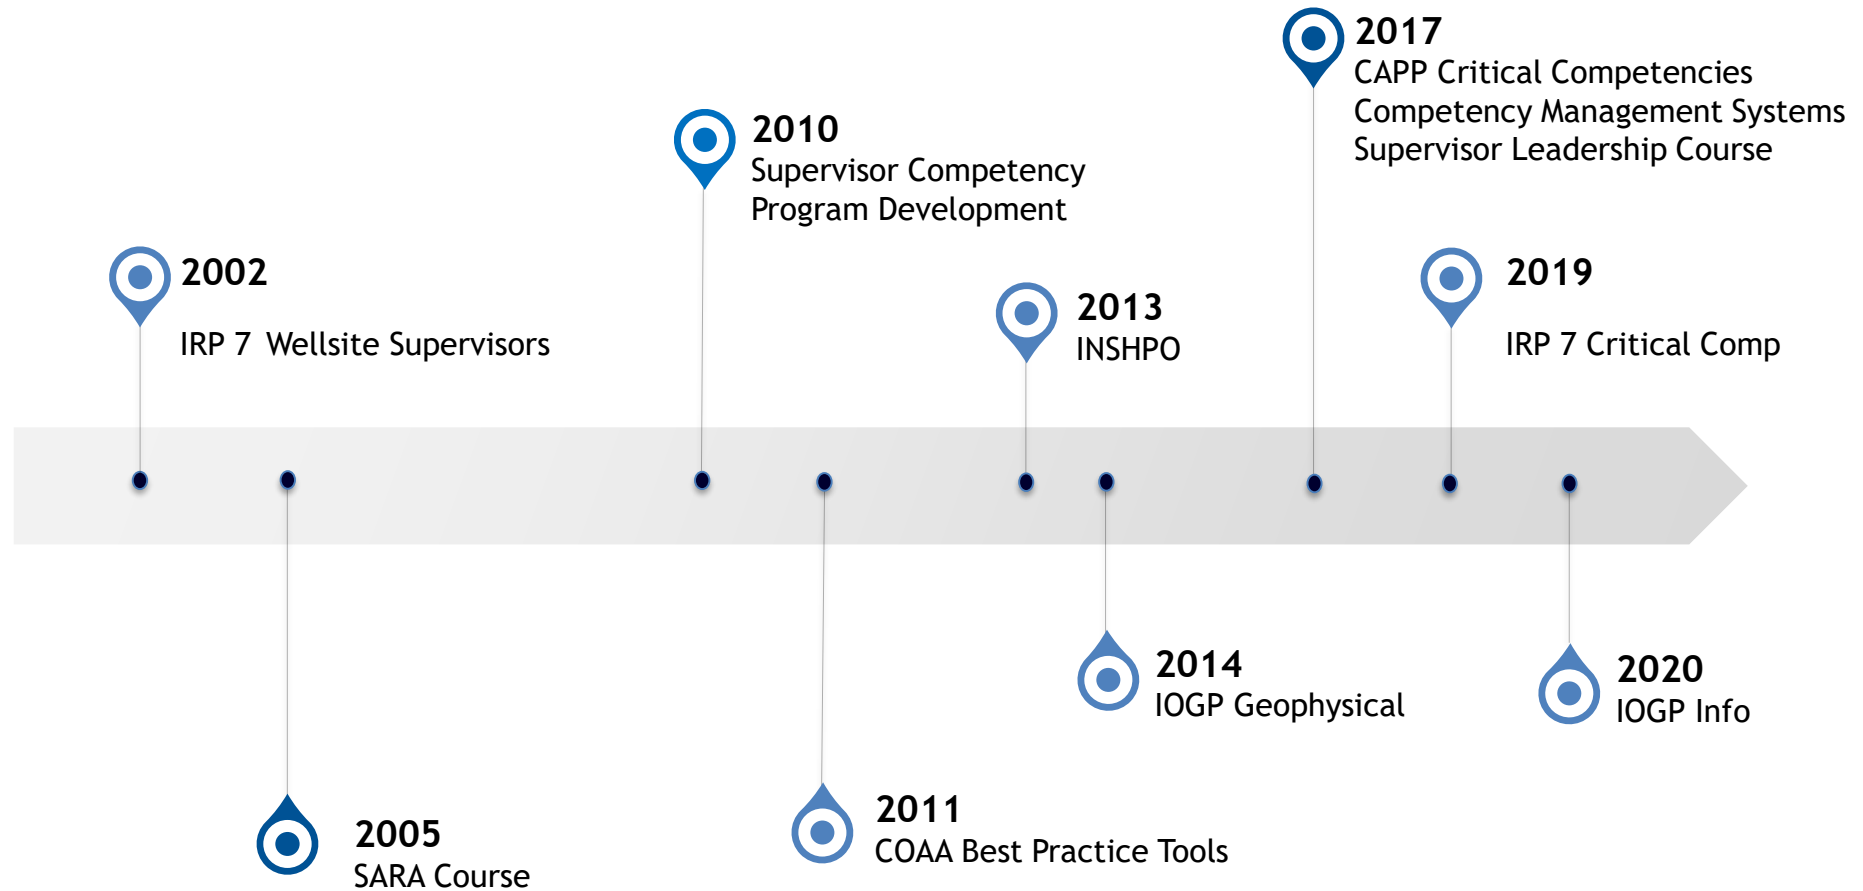 2002
IRP 7 Wellsite Supervisors
2005
SARA Course
2010
Supervisor Competency
Program Development
2011
COAA Best Practice Tools
2013
INSHPO
2014
IOGP Geophysical
2017
CAPP Critical Competencies
Competency Management Systems
Supervisor Leadership Course
2019
IRP 7 Critical Comp
2020
IOGP Info